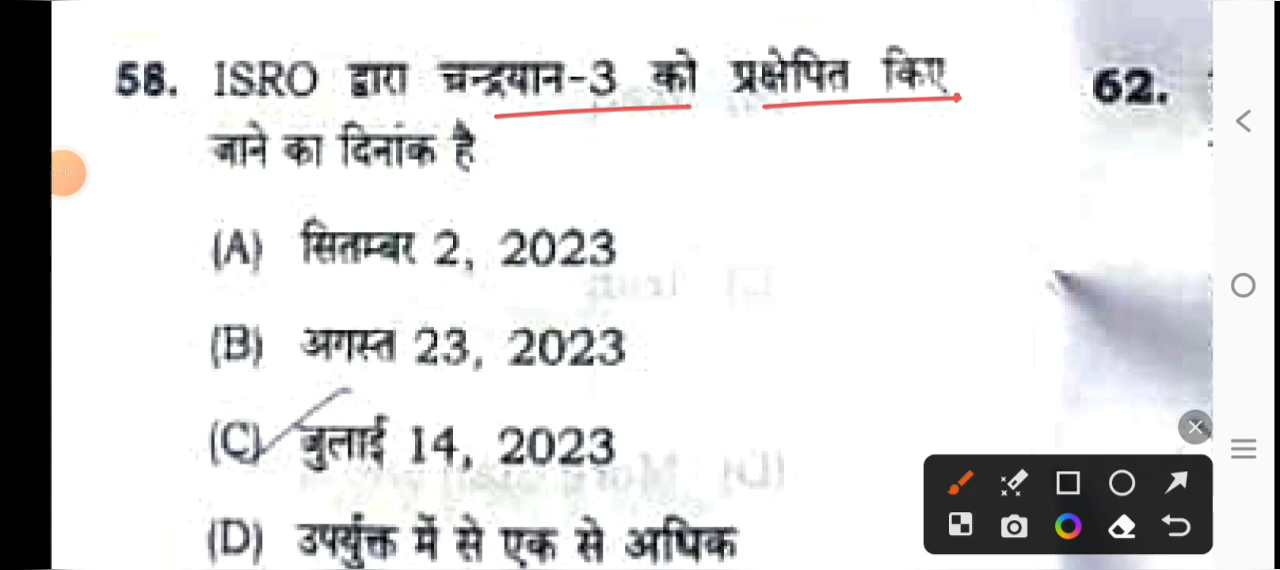 58. ISRO द्वारा चन्द्रयान-3 को प्रक्षेपित किए
जाने का दिनांक है
(A) सितम्बर 2, 2023
(B) अगस्त 23, 2023
(C) जुलाई 14, 2023
(D) उपर्युक्त में से एक से अधिक
62.